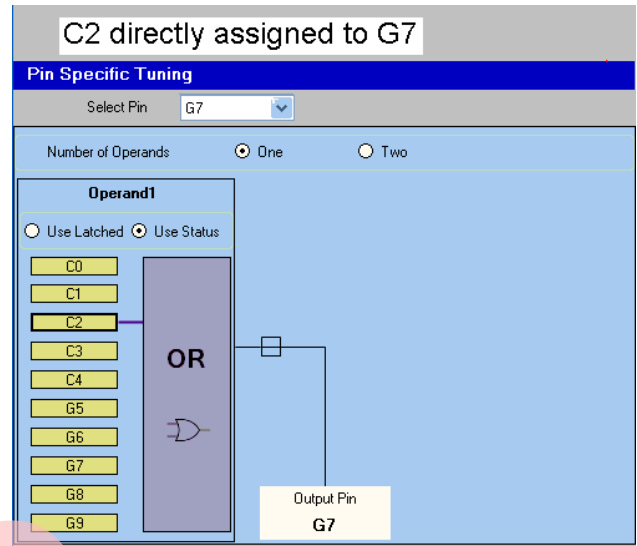 C2 directly assigned to G7
Pin Specific Tuning
Select Pin G7
Number of Operands One Two
Operand1
Use Latched Use Status
C0
C1
C2
C3
OR
C4
G5
G6
G7
G8
G9
Output Pin
G7